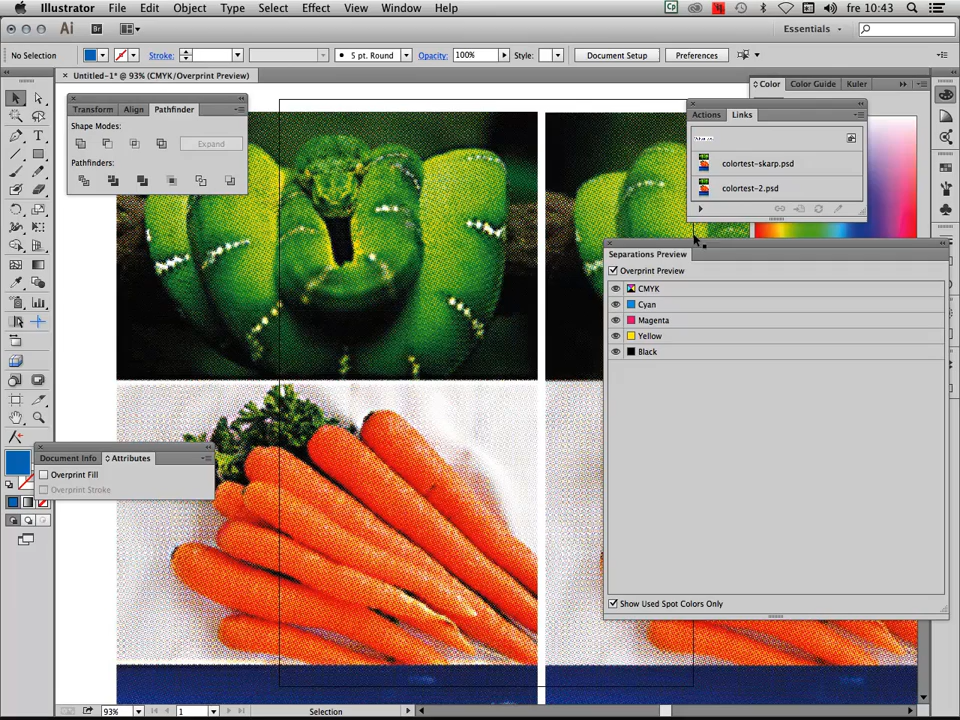 Illustrator File Edit Object Type Select Effect View Window Help
fre 10:43
Ai Br Essentials
No Selection Stroke: 5 pt. Round Opacity: 100% Style: Document Setup Preferences
× Untitled-1* @ 93% (CMYK/Overprint Preview)
Transform Align Pathfinder
Shape Modes:
Expand
Pathfinders:
Color Color Guide Kuler
Actions Links
colortest-skarp.psd
colortest-2.psd
Separations Preview
Overprint Preview
CMYK
Cyan
Magenta
Yellow
Black
Show Used Spot Colors Only
Document Info Attributes
Overprint Fill
Overprint Stroke
93% 1 Selection